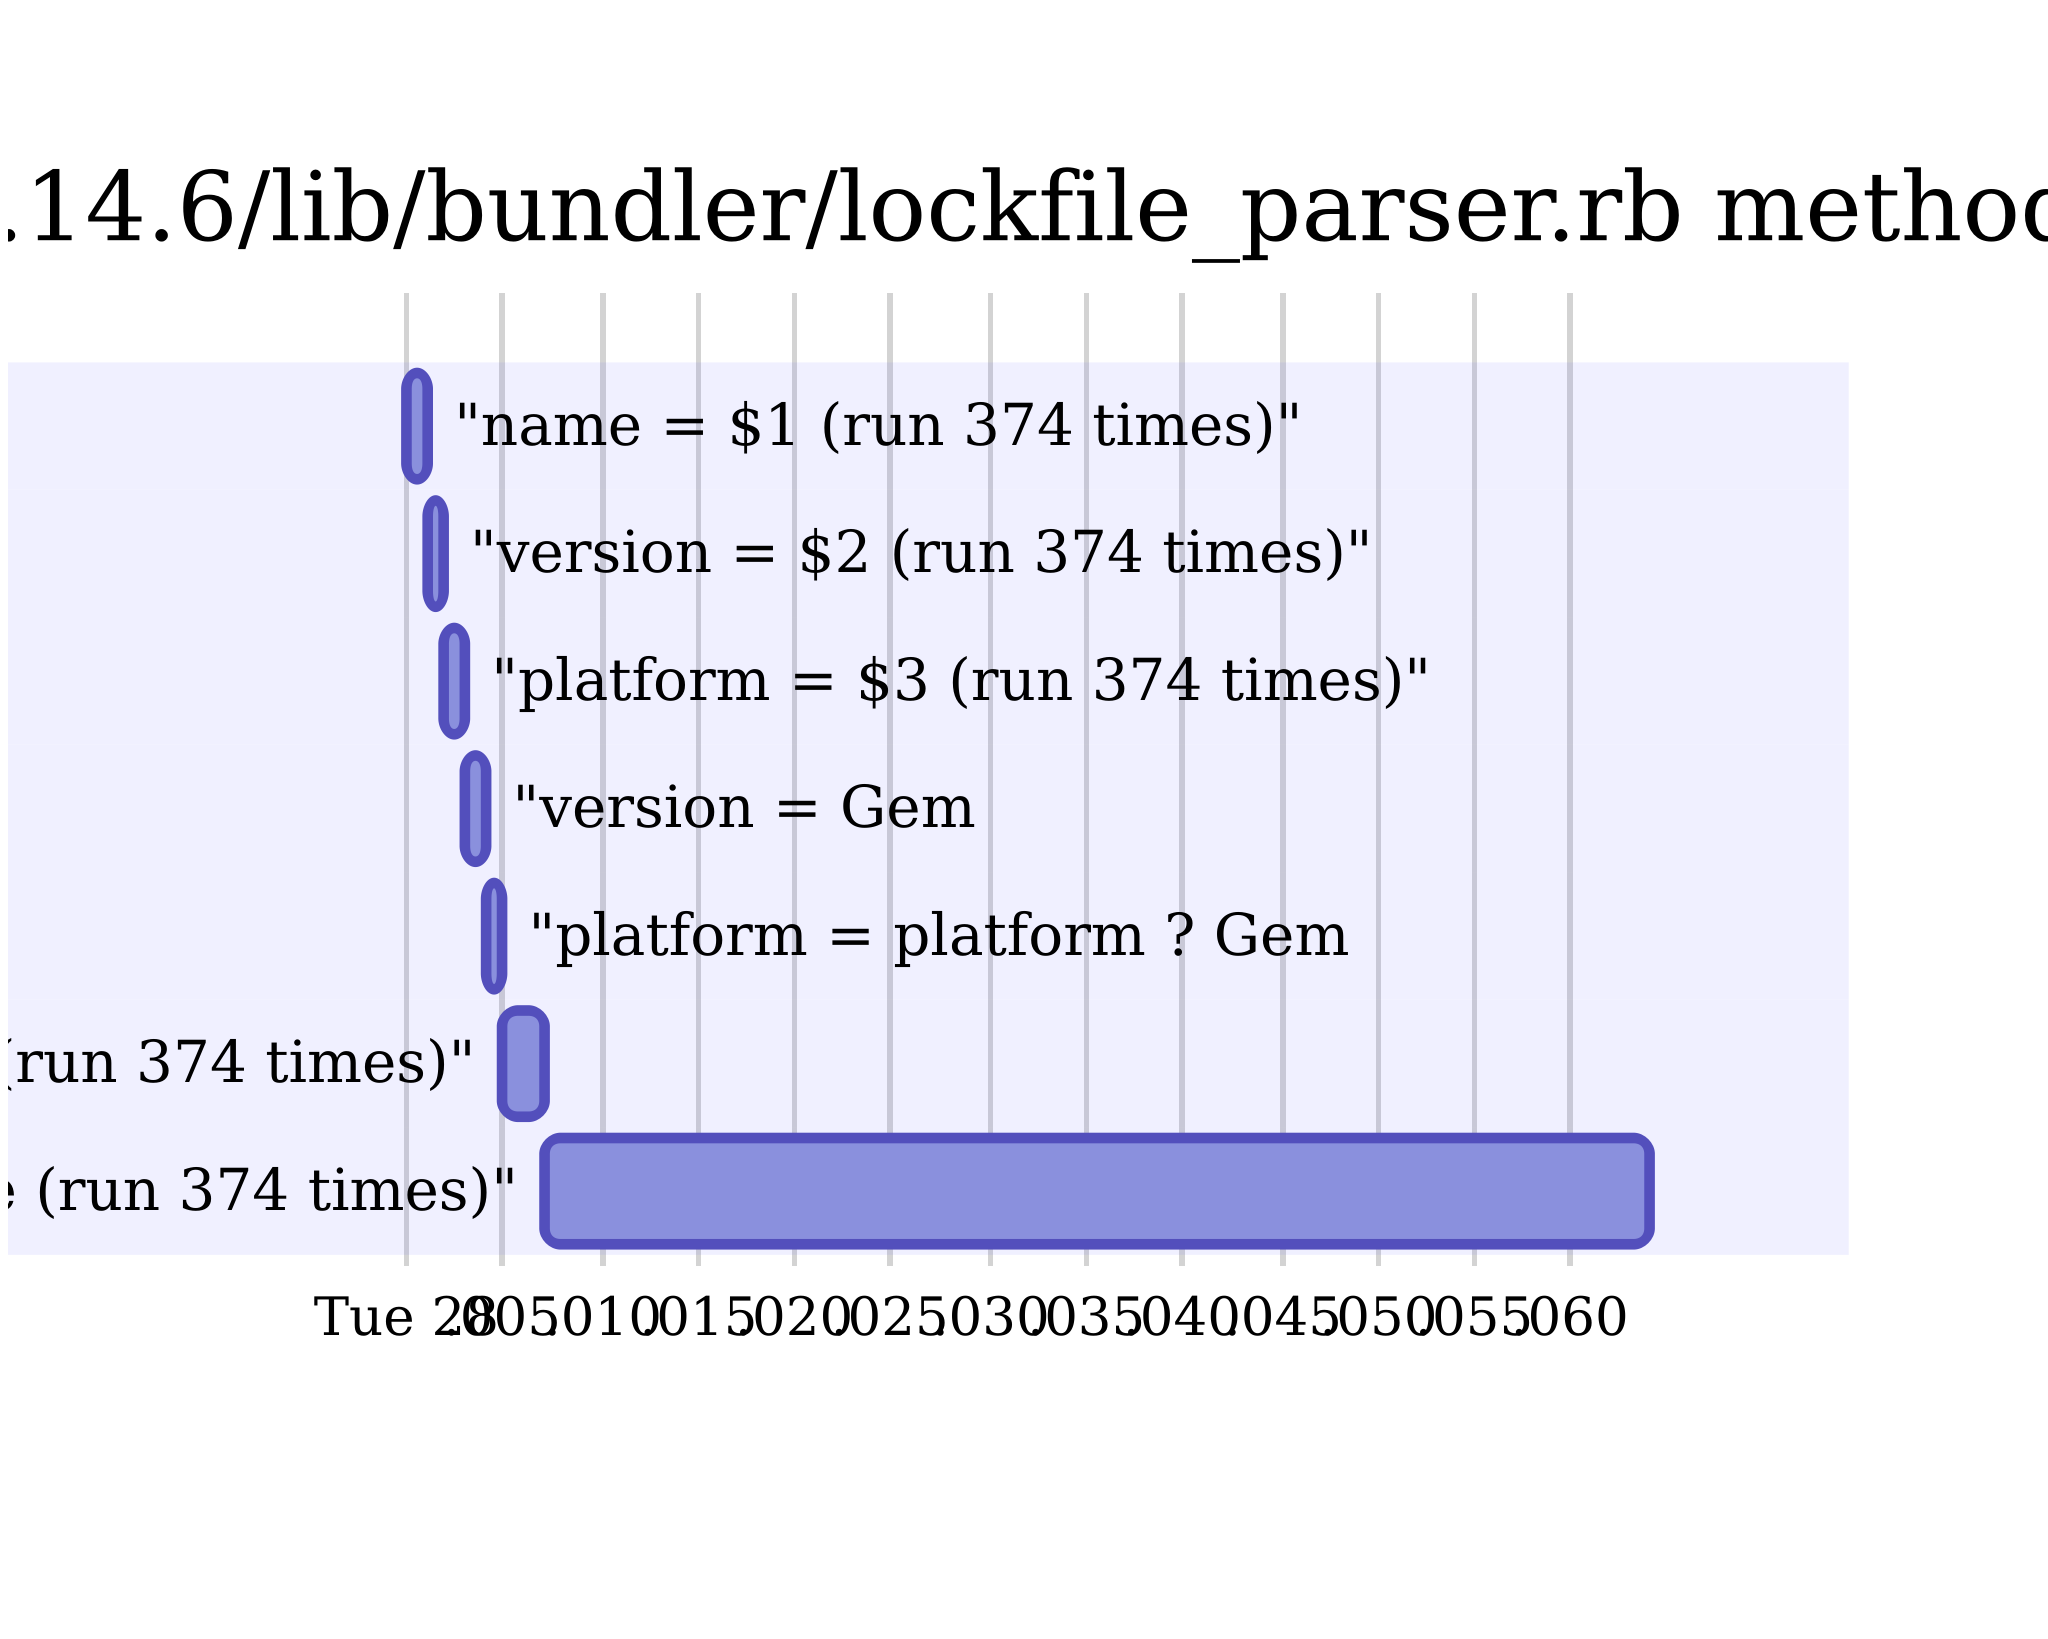 .14.6/lib/bundler/lockfile_parser.rb
"name = $1 (run 374 times)"
"version = $2 (run 374 times)"
"platform = $3 (run 374 times)"
"version = Gem
"platform = platform ? Gem
(run 374 times)"
(run 374 times)"
Tue 28 .005 .010 .015 .020 .025 .030 .035 .040 .045 .050 .055 .060